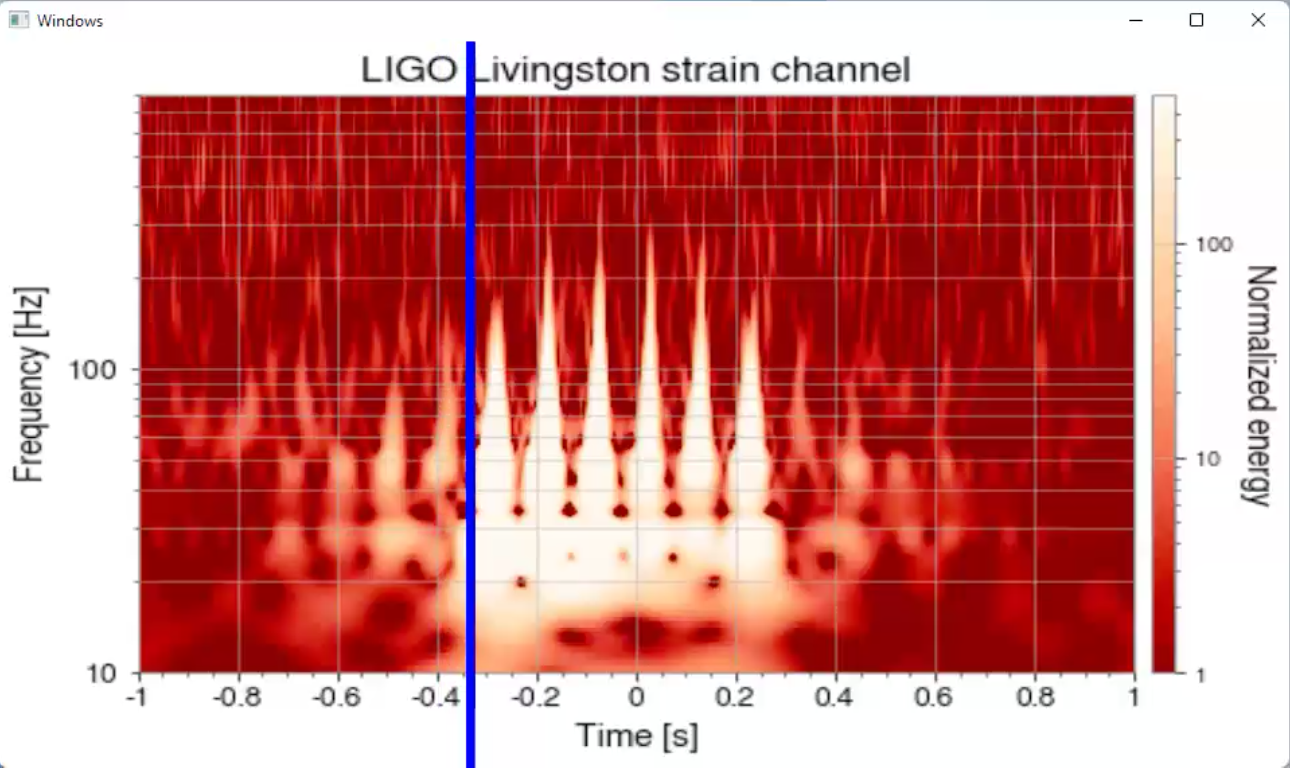 Windows
LIGO Livingston strain channel
Frequency [Hz]
100
10
-1 -0.8 -0.6 -0.4 -0.2 0 0.2 0.4 0.6 0.8 1
Time [s]
100
10
1
Normalized energy